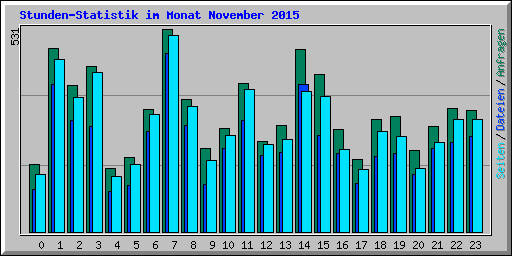 Stunden-Statistik im Monat November 2015
531
Seiten/Dateien/Anfragen
0 1 2 3 4 5 6 7 8 9 10 11 12 13 14 15 16 17 18 19 20 21 22 23